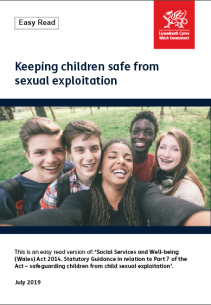 Easy Read
Llywodraeth Cymru
Welsh Government
Keeping children safe from
sexual exploitation
This is an easy read version of: 'Social Services and Well-being
(Wales) Act 2014. Statutory Guidance in relation to Part 7 of the
Act – safeguarding children from child sexual exploitation'.
July 2019